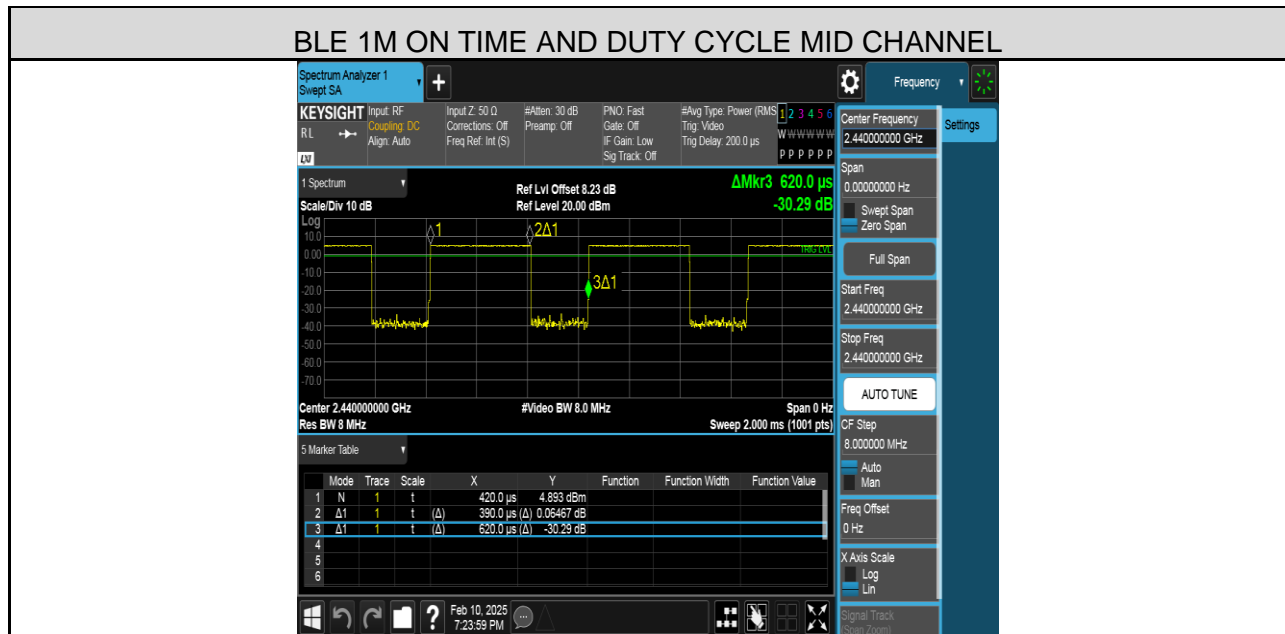 BLE 1M ON TIME AND DUTY CYCLE MID CHANNEL
Spectrum Analyzer 1
Swept SA
+
Frequency
KEYSIGHT
RL
LXI
Input: RF
Coupling: DC
Align: Auto
Input Z: 50 Ω
Corrections: Off
Freq Ref: Int (S)
#Atten: 30 dB
Preamp: Off
PNO: Fast
Gate: Off
IF Gain: Low
Sig Track: Off
#Avg Type: Power (RMS
Trig: Video
Trig Delay: 200.0 µs
1 2 3 4 5 6
W W W W W W
P P P P P P
1 Spectrum
Scale/Div 10 dB
Ref Lvl Offset 8.23 dB
Ref Level 20.00 dBm
ΔMkr3 620.0 µs
-30.29 dB
Log
10.0
0.00
-10.0
-20.0
-30.0
-40.0
-50.0
-60.0
-70.0
1
2Δ1
3Δ1
TRIG LVL
Center 2.440000000 GHz
#Video BW 8.0 MHz
Span 0 Hz
Res BW 8 MHz
Sweep 2.000 ms (1001 pts)
5 Marker Table
Mode Trace Scale X Y Function Function Width Function Value
1 N 1 t 420.0 µs 4.893 dBm
2 Δ1 1 t (Δ) 390.0 µs (Δ) 0.06467 dB
3 Δ1 1 t (Δ) 620.0 µs (Δ) -30.29 dB
4
5
6
Center Frequency
2.440000000 GHz
Settings
Span
0.00000000 Hz
Swept Span
Zero Span
Full Span
Start Freq
2.440000000 GHz
Stop Freq
2.440000000 GHz
AUTO TUNE
CF Step
8.000000 MHz
Auto
Man
Freq Offset
0 Hz
X Axis Scale
Log
Lin
Signal Track
(Span Zoom)
?
Feb 10, 2025
7:23:59 PM